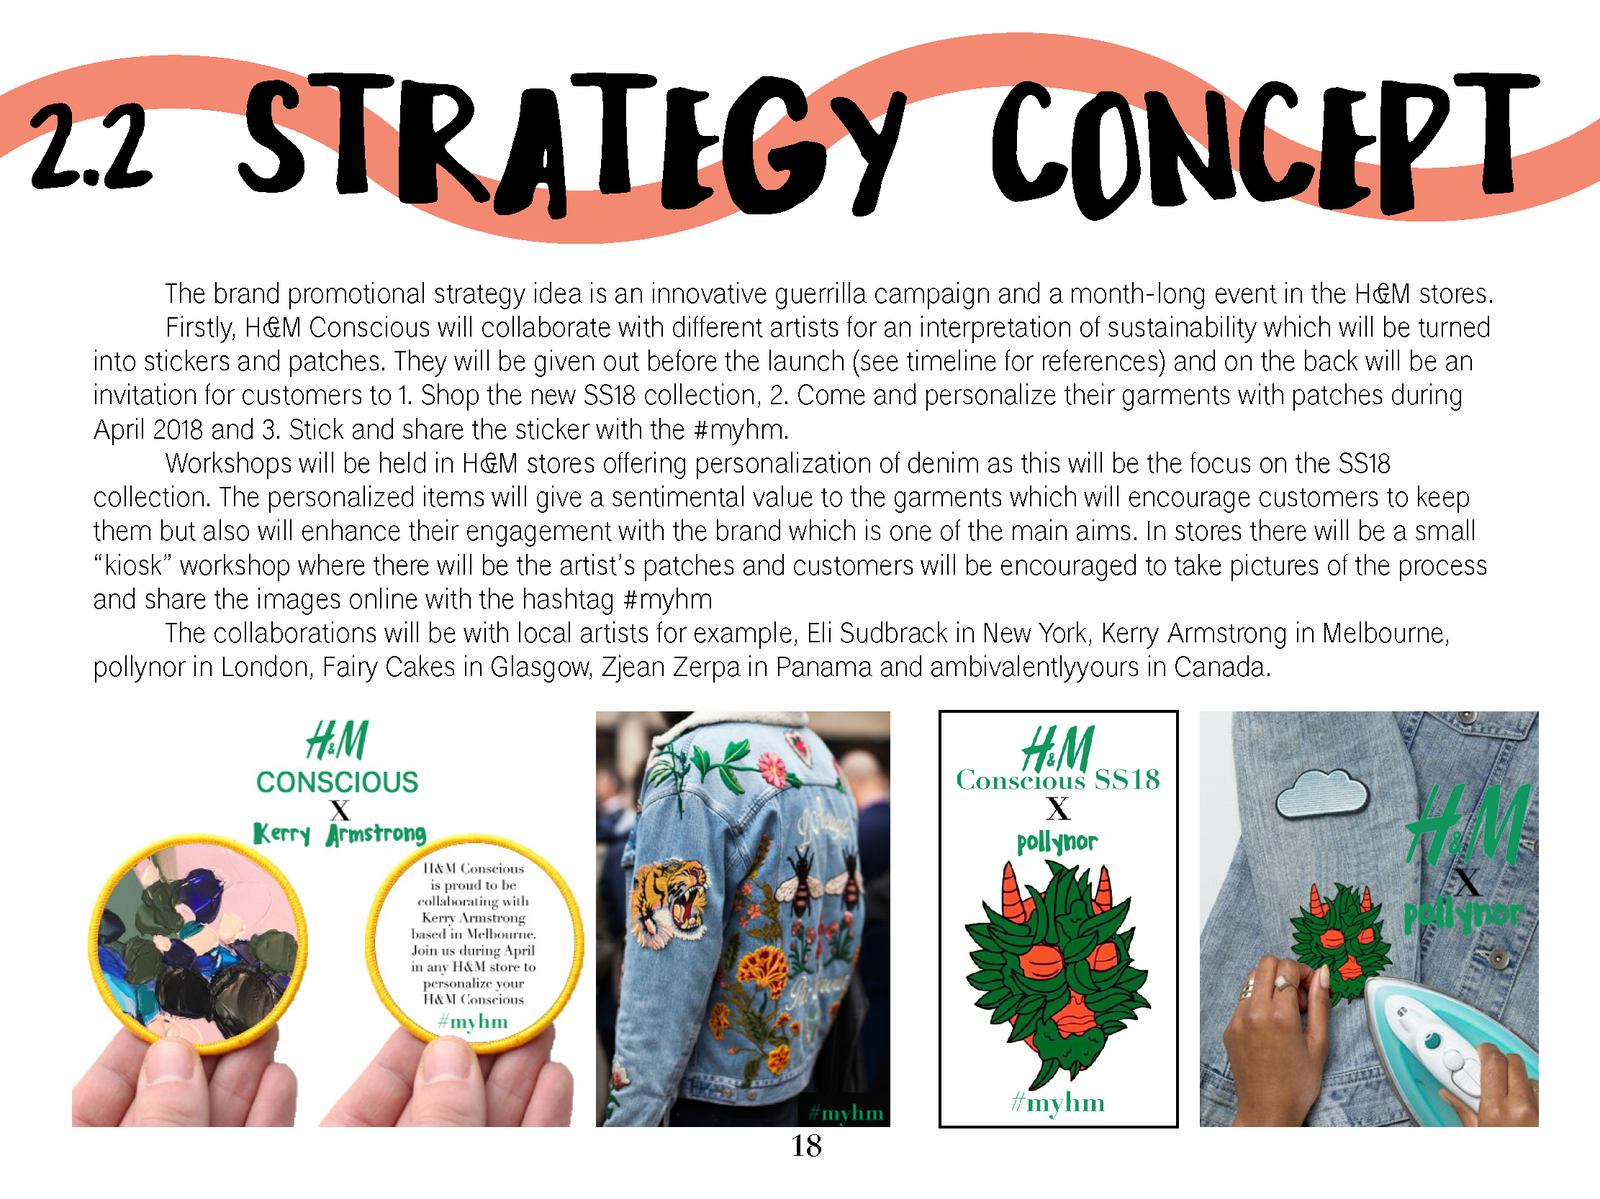 2.2 STRATEGY CONCEPT
The brand promotional strategy idea is an innovative guerrilla campaign and a month-long event in the H&M stores.
Firstly, H&M Conscious will collaborate with different artists for an interpretation of sustainability which will be turned
into stickers and patches. They will be given out before the launch (see timeline for references) and on the back will be an
invitation for customers to 1. Shop the new SS18 collection, 2. Come and personalize their garments with patches during
April 2018 and 3. Stick and share the sticker with the #myhm.
Workshops will be held in H&M stores offering personalization of denim as this will be the focus on the SS18
collection. The personalized items will give a sentimental value to the garments which will encourage customers to keep
them but also will enhance their engagement with the brand which is one of the main aims. In stores there will be a small
“kiosk” workshop where there will be the artist’s patches and customers will be encouraged to take pictures of the process
and share the images online with the hashtag #myhm
The collaborations will be with local artists for example, Eli Sudbrack in New York, Kerry Armstrong in Melbourne,
pollynor in London, Fairy Cakes in Glasgow, Zjean Zerpa in Panama and ambivalentlyyours in Canada.
H&M
CONSCIOUS
X
Kerry Armstrong
H&M Conscious
is proud to be
collaborating with
Kerry Armstrong
based in Melbourne.
Join us during April
in any H&M store to
personalize your
H&M Conscious
#myhm
#myhm
H&M
Conscious SS18
X
pollynor
#myhm
H&M
X
pollynor
18